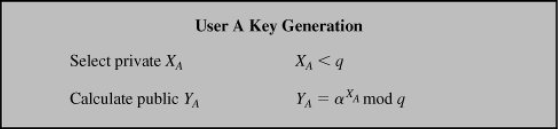 User A Key Generation
Select private X_A X_A < q
Calculate public Y_A Y_A = α^{X_A} mod q